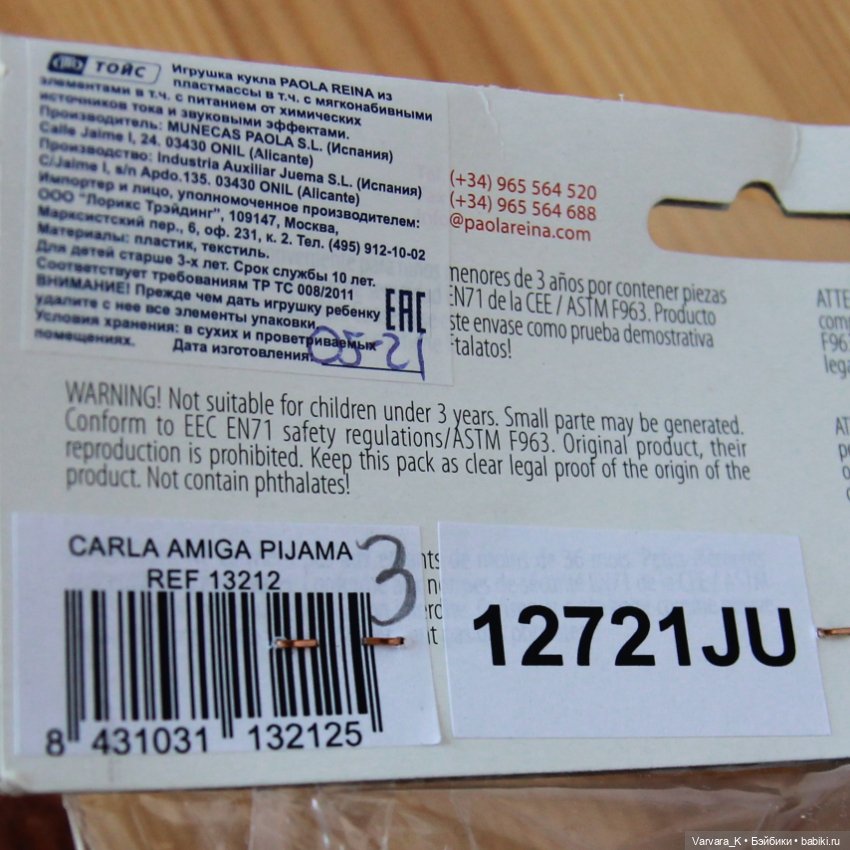 ТОЙС
Игрушка кукла PAOLA REINA из
пластмассы в т.ч. с мягконабивными
элементами в т.ч. с питанием от химических
источников тока и звуковыми эффектами.
Производитель: MUNECAS PAOLA S.L. (Испания)
Calle Jaime I, 24. 03430 ONIL (Alicante)
Производство: Industria Auxiliar Juema S.L. (Испания)
C/Jaime I, s/n Apdo.135. 03430 ONIL (Alicante)
Импортер и лицо, уполномоченное производителем:
ООО "Лорикс Трэйдинг", 109147, Москва,
Марксистский пер., 6, оф. 231, к. 2. Тел. (495) 912-10-02
Материалы: пластик, текстиль.
Для детей старше 3-х лет. Срок службы 10 лет.
Соответствует требованиям ТР ТС 008/2011
ВНИМАНИЕ! Прежде чем дать игрушку ребенку
удалите с нее все элементы упаковки
Условия хранения: в сухих и проветриваемых
помещениях. Дата изготовления:
EAC
05-21
(+34) 965 564 520
(+34) 965 564 688
@paolareina.com
menores de 3 años por contener piezas
EN71 de la CEE / ASTM F963. Producto
ste envase como prueba demostrativa
ftalatos!
WARNING! Not suitable for children under 3 years. Small parte may be generated.
Conform to EEC EN71 safety regulations/ASTM F963. Original product, their
reproduction is prohibited. Keep this pack as clear legal proof of the origin of the
product. Not contain phthalates!
ATTE
comp
F963
lega
CARLA AMIGA PIJAMA
REF 13212
3
8 431031 132125
12721JU
Varvara_K • Бэйбики • babiki.ru